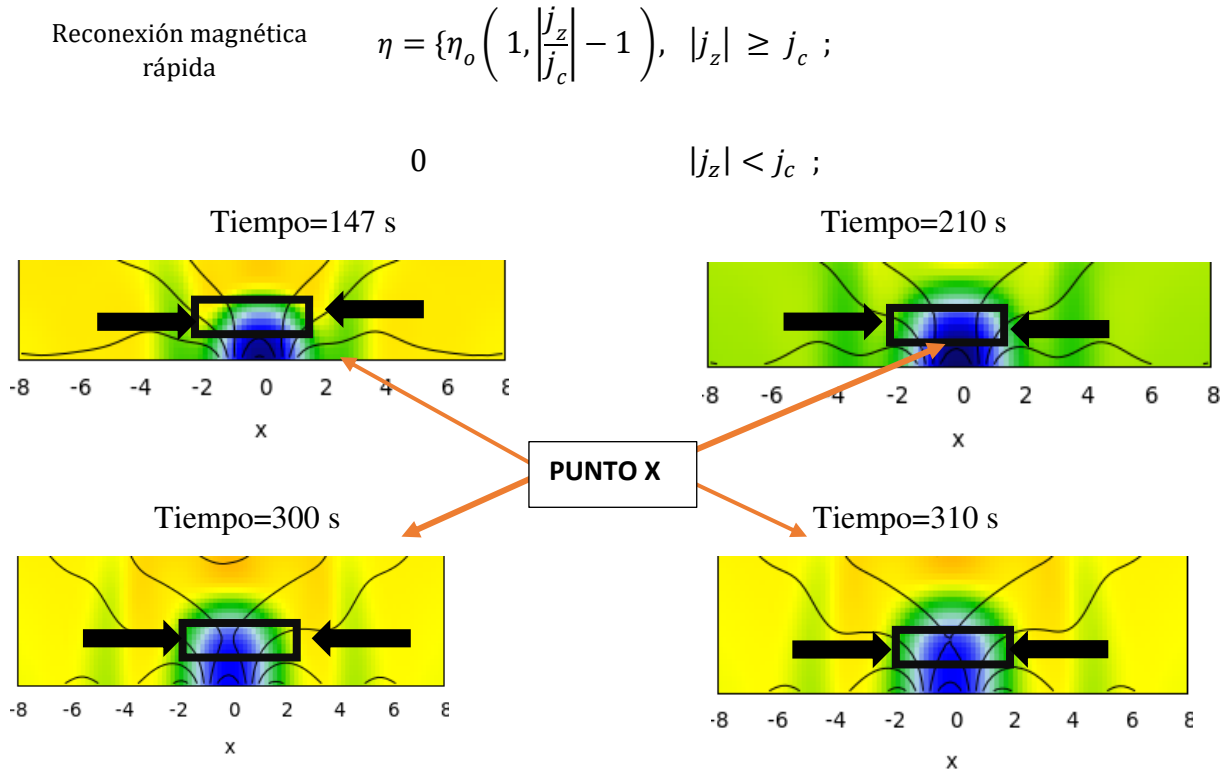 Reconexión magnética
rápida
η = {η_o ( 1, |j_z / j_c| − 1 ), |j_z| ≥ j_c ;
0 |j_z| < j_c ;
Tiempo=147 s
Tiempo=210 s
-8 -6 -4 -2 0 2 4 6 8
x
-8 -6 -4 -2 0 2 4 6 8
x
PUNTO X
Tiempo=300 s
Tiempo=310 s
-8 -6 -4 -2 0 2 4 6 8
x
-8 -6 -4 -2 0 2 4 6 8
x